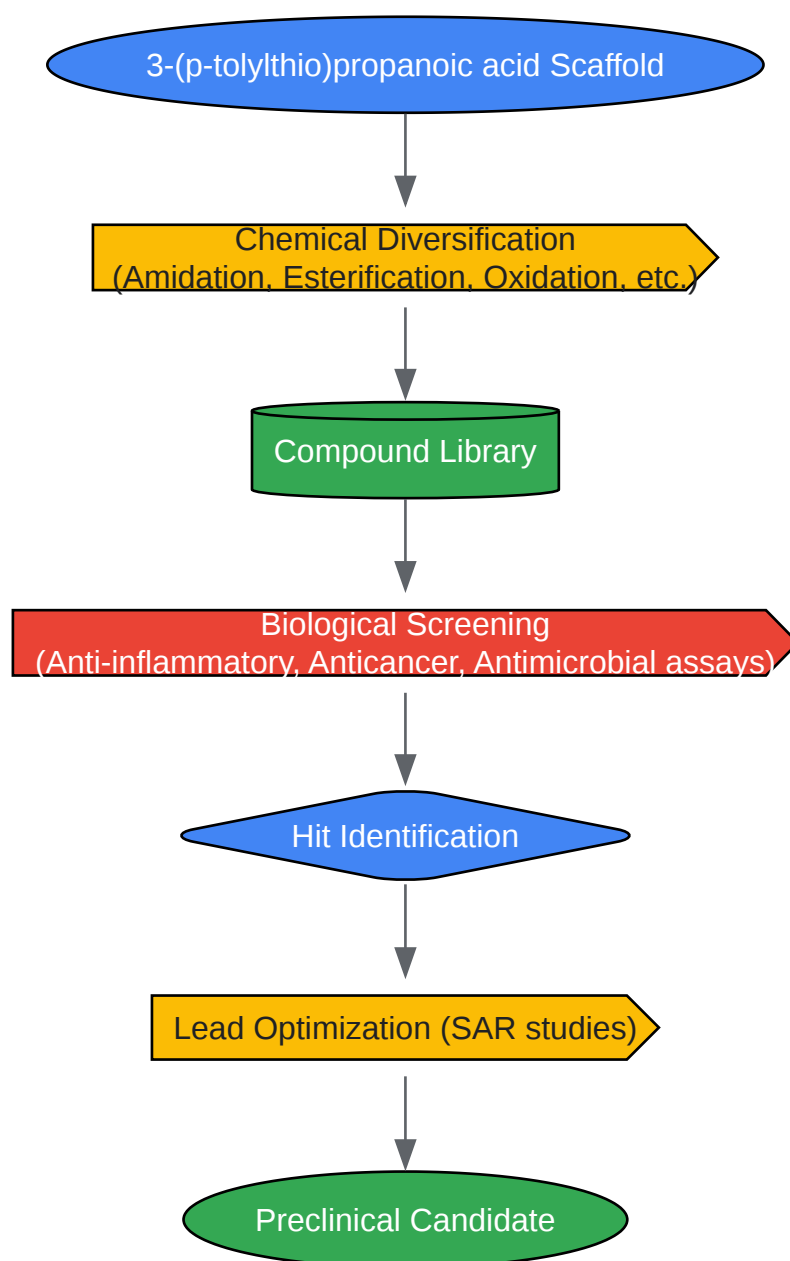 3-(p-tolylthio)propanoic acid Scaffold
Chemical Diversification
(Amidation, Esterification, Oxidation, etc.)
Compound Library
Biological Screening
(Anti-inflammatory, Anticancer, Antimicrobial assays)
Hit Identification
Lead Optimization (SAR studies)
Preclinical Candidate